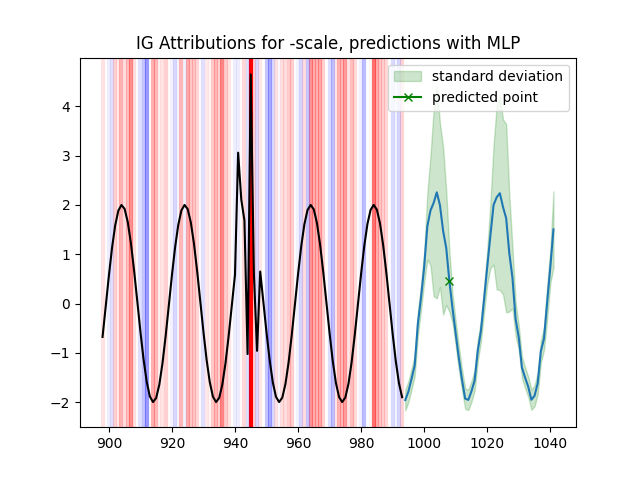 IG Attributions for -scale, predictions with MLP
standard deviation
predicted point
4
3
2
1
0
−1
−2
900 920 940 960 980 1000 1020 1040